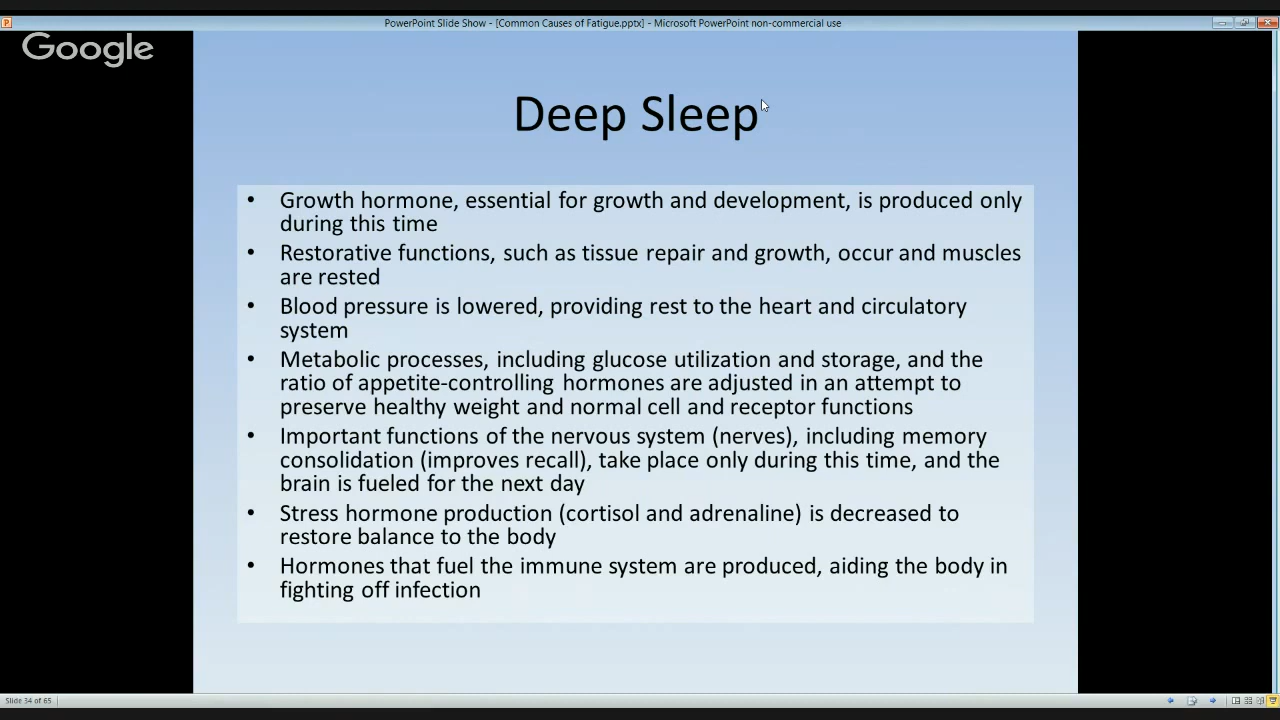 PowerPoint Slide Show - [Common Causes of Fatigue.pptx] - Microsoft PowerPoint non-commercial use
Google
Deep Sleep
• Growth hormone, essential for growth and development, is produced only
during this time
• Restorative functions, such as tissue repair and growth, occur and muscles
are rested
• Blood pressure is lowered, providing rest to the heart and circulatory
system
• Metabolic processes, including glucose utilization and storage, and the
ratio of appetite-controlling hormones are adjusted in an attempt to
preserve healthy weight and normal cell and receptor functions
• Important functions of the nervous system (nerves), including memory
consolidation (improves recall), take place only during this time, and the
brain is fueled for the next day
• Stress hormone production (cortisol and adrenaline) is decreased to
restore balance to the body
• Hormones that fuel the immune system are produced, aiding the body in
fighting off infection
Slide 34 of 65